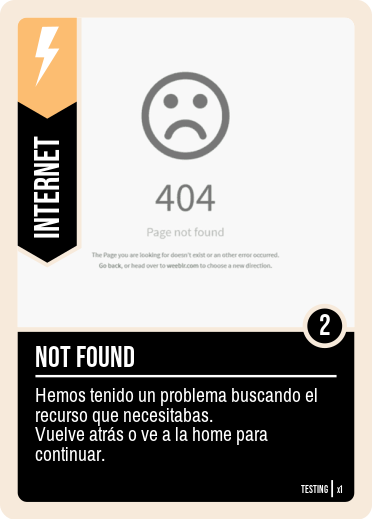 INTERNET
404
Page not found
The Page you are looking for doesn't exist or an other error occurred.
Go back, or head over to weeblr.com to choose a new direction.
2
NOT FOUND
Hemos tenido un problema buscando el
recurso que necesitabas.
Vuelve atrás o ve a la home para
continuar.
TESTING | x1